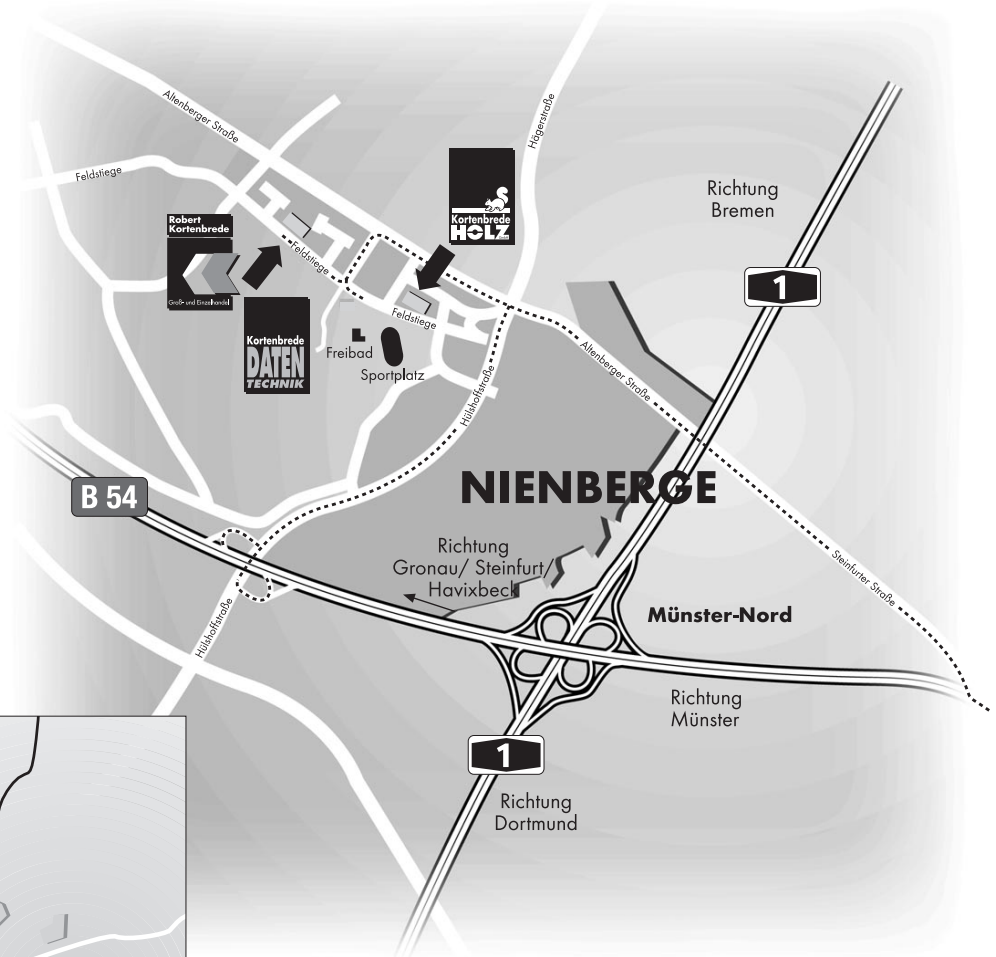 Altenberger Straße
Hägerstraße
Feldstiege
Richtung
Bremen
1
Kortenbrede
HOLZ
Robert
Kortenbrede
Groß- und Einzelhandel
Feldstiege
Feldstiege
Kortenbrede
DATEN
TECHNIK
Freibad
Sportplatz
Altenberger Straße
Hülshoffstraße
NIENBERGE
B 54
Richtung
Gronau/ Steinfurt/
Havixbeck
Steinfurter Straße
Münster-Nord
Hülshoffstraße
Richtung
Münster
1
Richtung
Dortmund